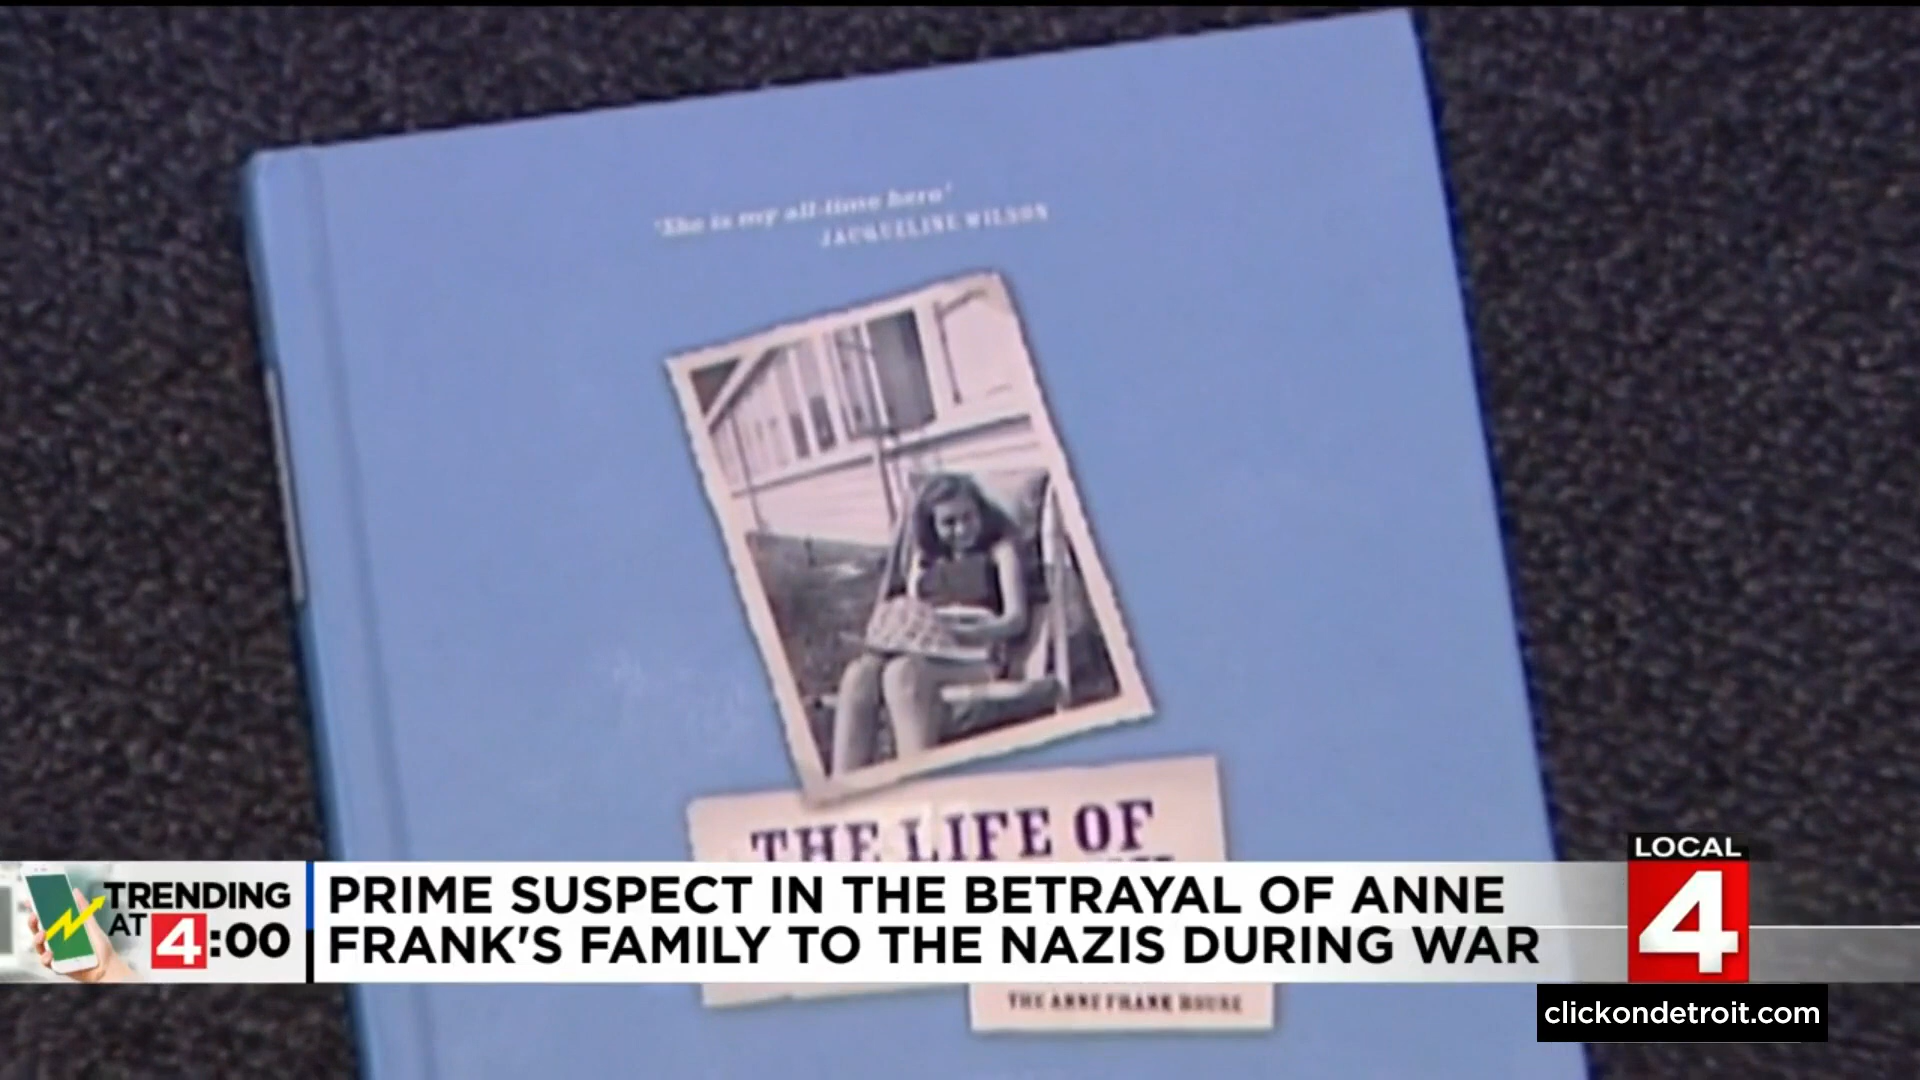 'She is my all-time hero'
JACQUELINE WILSON
THE LIFE OF
LOCAL
4
TRENDING
AT 4:00
PRIME SUSPECT IN THE BETRAYAL OF ANNE
FRANK'S FAMILY TO THE NAZIS DURING WAR
THE ANNE FRANK HOUSE
clickondetroit.com